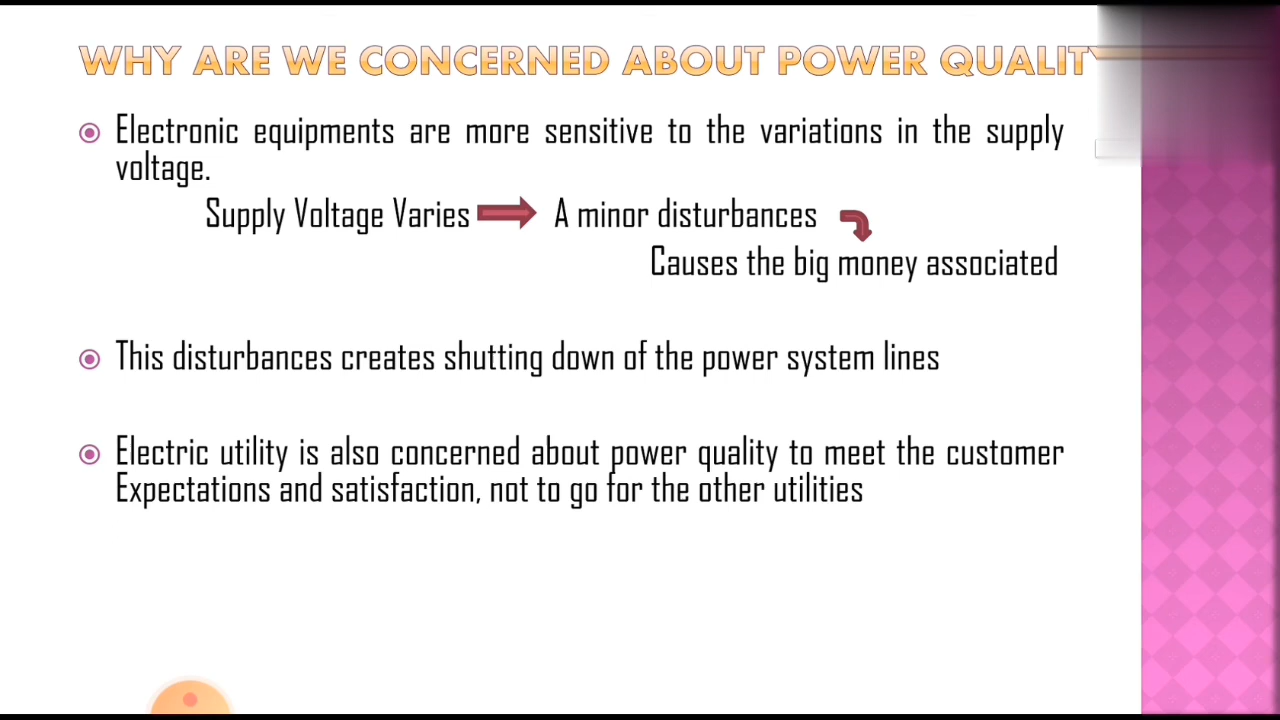 WHY ARE WE CONCERNED ABOUT POWER QUALIT
Electronic equipments are more sensitive to the variations in the supply
voltage.
Supply Voltage Varies A minor disturbances
Causes the big money associated
This disturbances creates shutting down of the power system lines
Electric utility is also concerned about power quality to meet the customer
Expectations and satisfaction, not to go for the other utilities